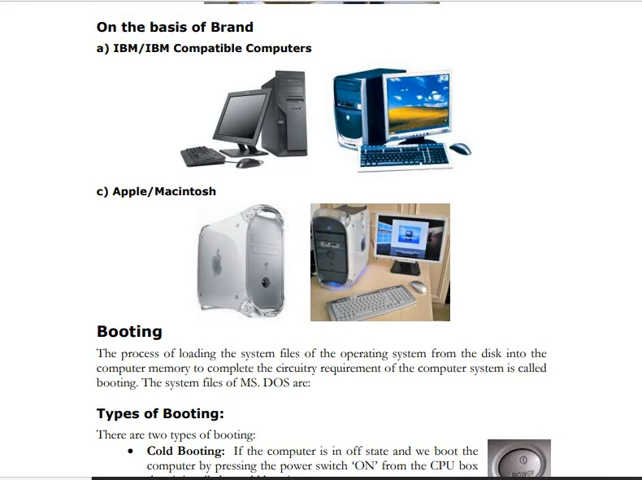 On the basis of Brand
a) IBM/IBM Compatible Computers
c) Apple/Macintosh
Booting
The process of loading the system files of the operating system from the disk into the
computer memory to complete the circuitry requirement of the computer system is called
booting. The system files of MS. DOS are:
Types of Booting:
There are two types of booting:
• Cold Booting: If the computer is in off state and we boot the
computer by pressing the power switch ‘ON’ from the CPU box
POWER